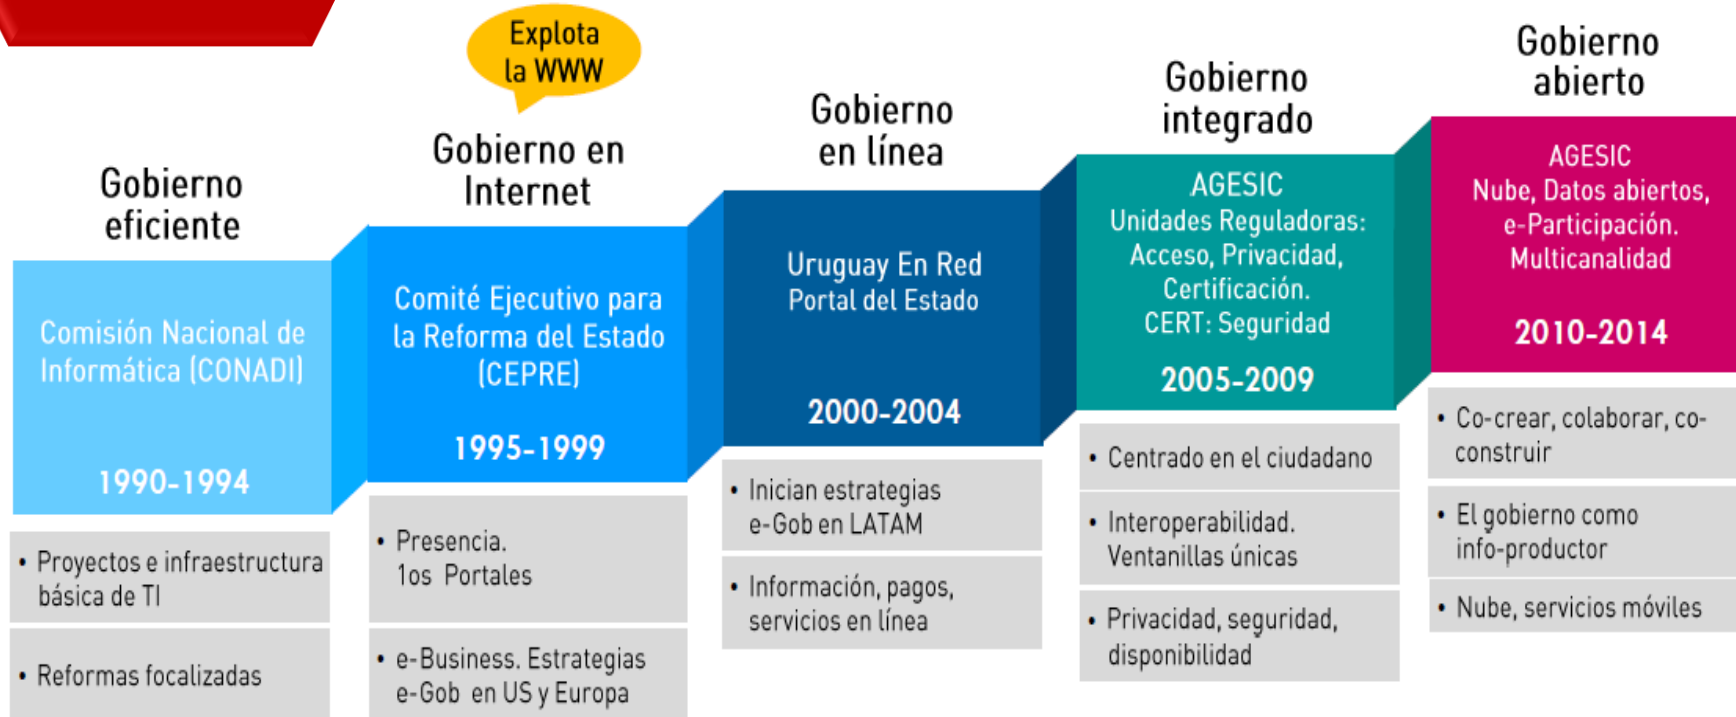 Explota
la WWW
Gobierno
eficiente
Comisión Nacional de
Informática (CONADI)
1990-1994
• Proyectos e infraestructura
básica de TI
• Reformas focalizadas
Gobierno en
Internet
Comité Ejecutivo para
la Reforma del Estado
(CEPRE)
1995-1999
• Presencia.
1os Portales
• e-Business. Estrategias
e-Gob en US y Europa
Gobierno
en línea
Uruguay En Red
Portal del Estado
2000-2004
• Inician estrategias
e-Gob en LATAM
• Información, pagos,
servicios en línea
Gobierno
integrado
AGESIC
Unidades Reguladoras:
Acceso, Privacidad,
Certificación.
CERT: Seguridad
2005-2009
• Centrado en el ciudadano
• Interoperabilidad.
Ventanillas únicas
• Privacidad, seguridad,
disponibilidad
Gobierno
abierto
AGESIC
Nube, Datos abiertos,
e-Participación.
Multicanalidad
2010-2014
• Co-crear, colaborar, co-
construir
• El gobierno como
info-productor
• Nube, servicios móviles